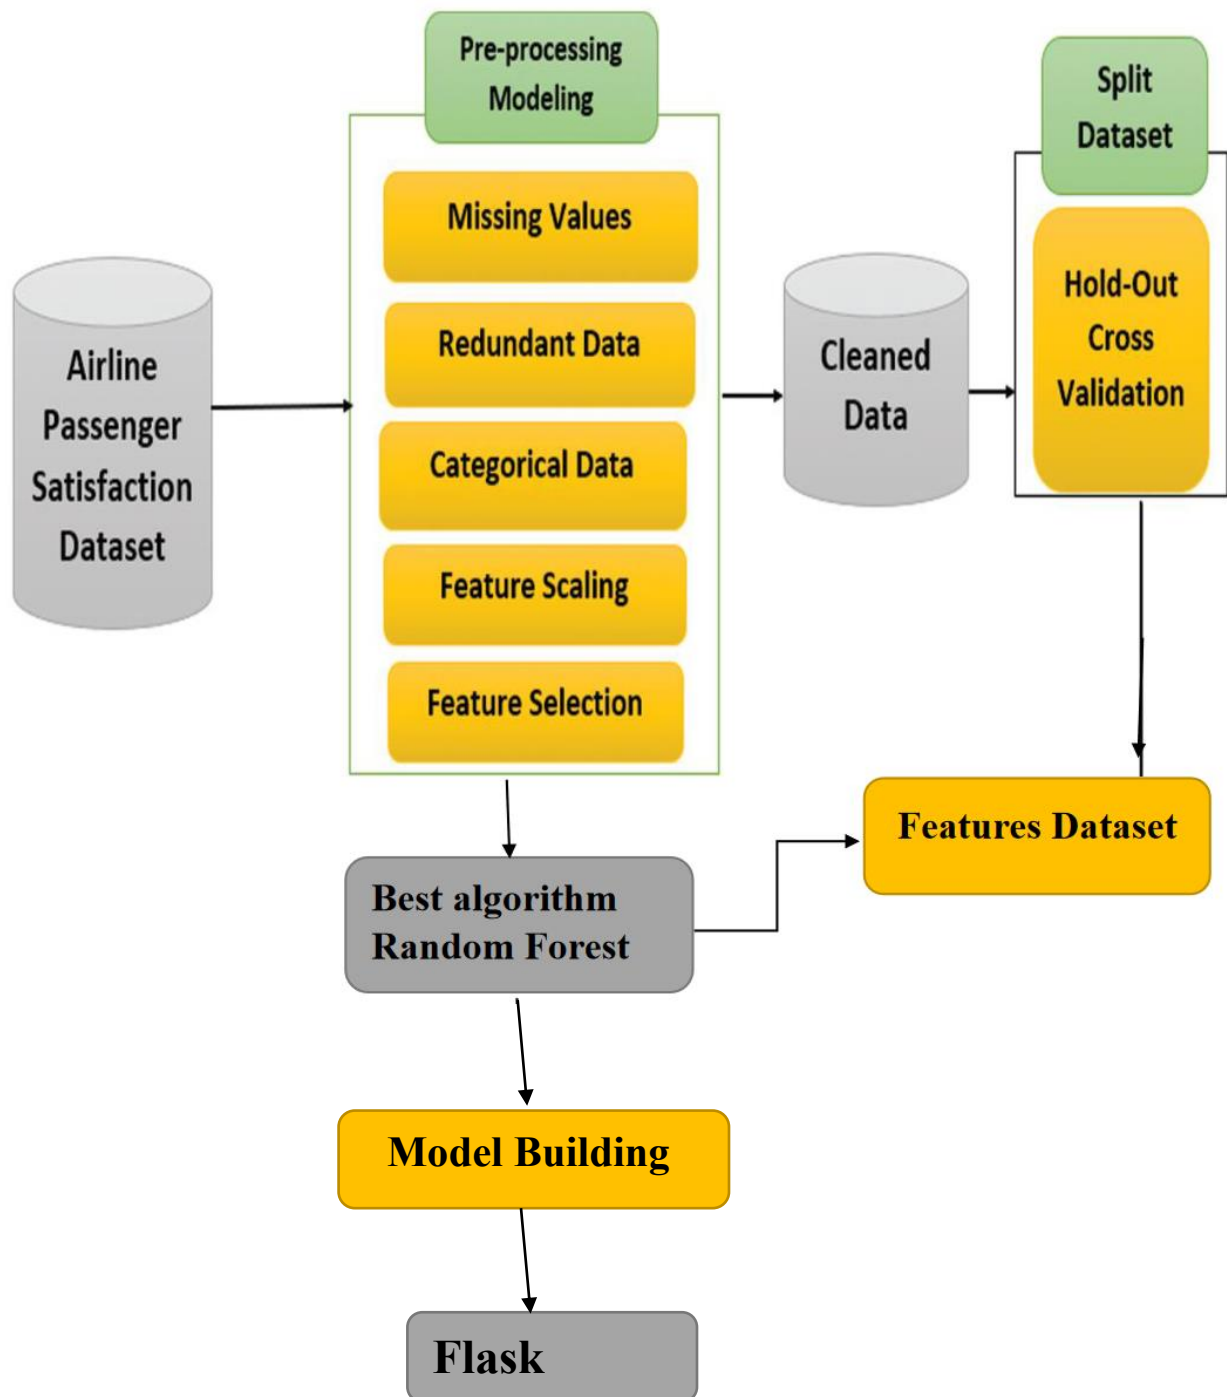 Pre-processing
Modeling
Missing Values
Redundant Data
Categorical Data
Feature Scaling
Feature Selection
Airline
Passenger
Satisfaction
Dataset
Cleaned
Data
Split
Dataset
Hold-Out
Cross
Validation
Features Dataset
Best algorithm
Random Forest
Model Building
Flask